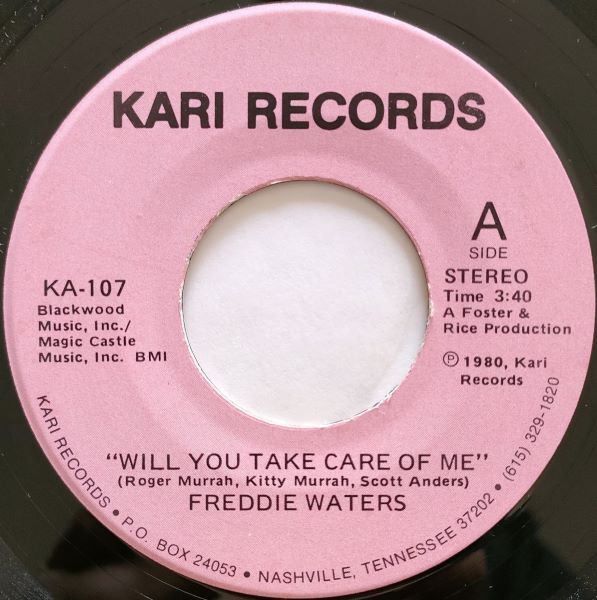 KARI RECORDS
A
SIDE
KA-107
Blackwood
Music, Inc./
Magic Castle
Music, Inc. BMI
STEREO
Time 3:40
A Foster &
Rice Production
Ⓟ 1980, Kari
Records
"WILL YOU TAKE CARE OF ME"
(Roger Murrah, Kitty Murrah, Scott Anders)
FREDDIE WATERS
KARI RECORDS • P.O. BOX 24053 • NASHVILLE, TENNESSEE 37202 • (615) 329-1820